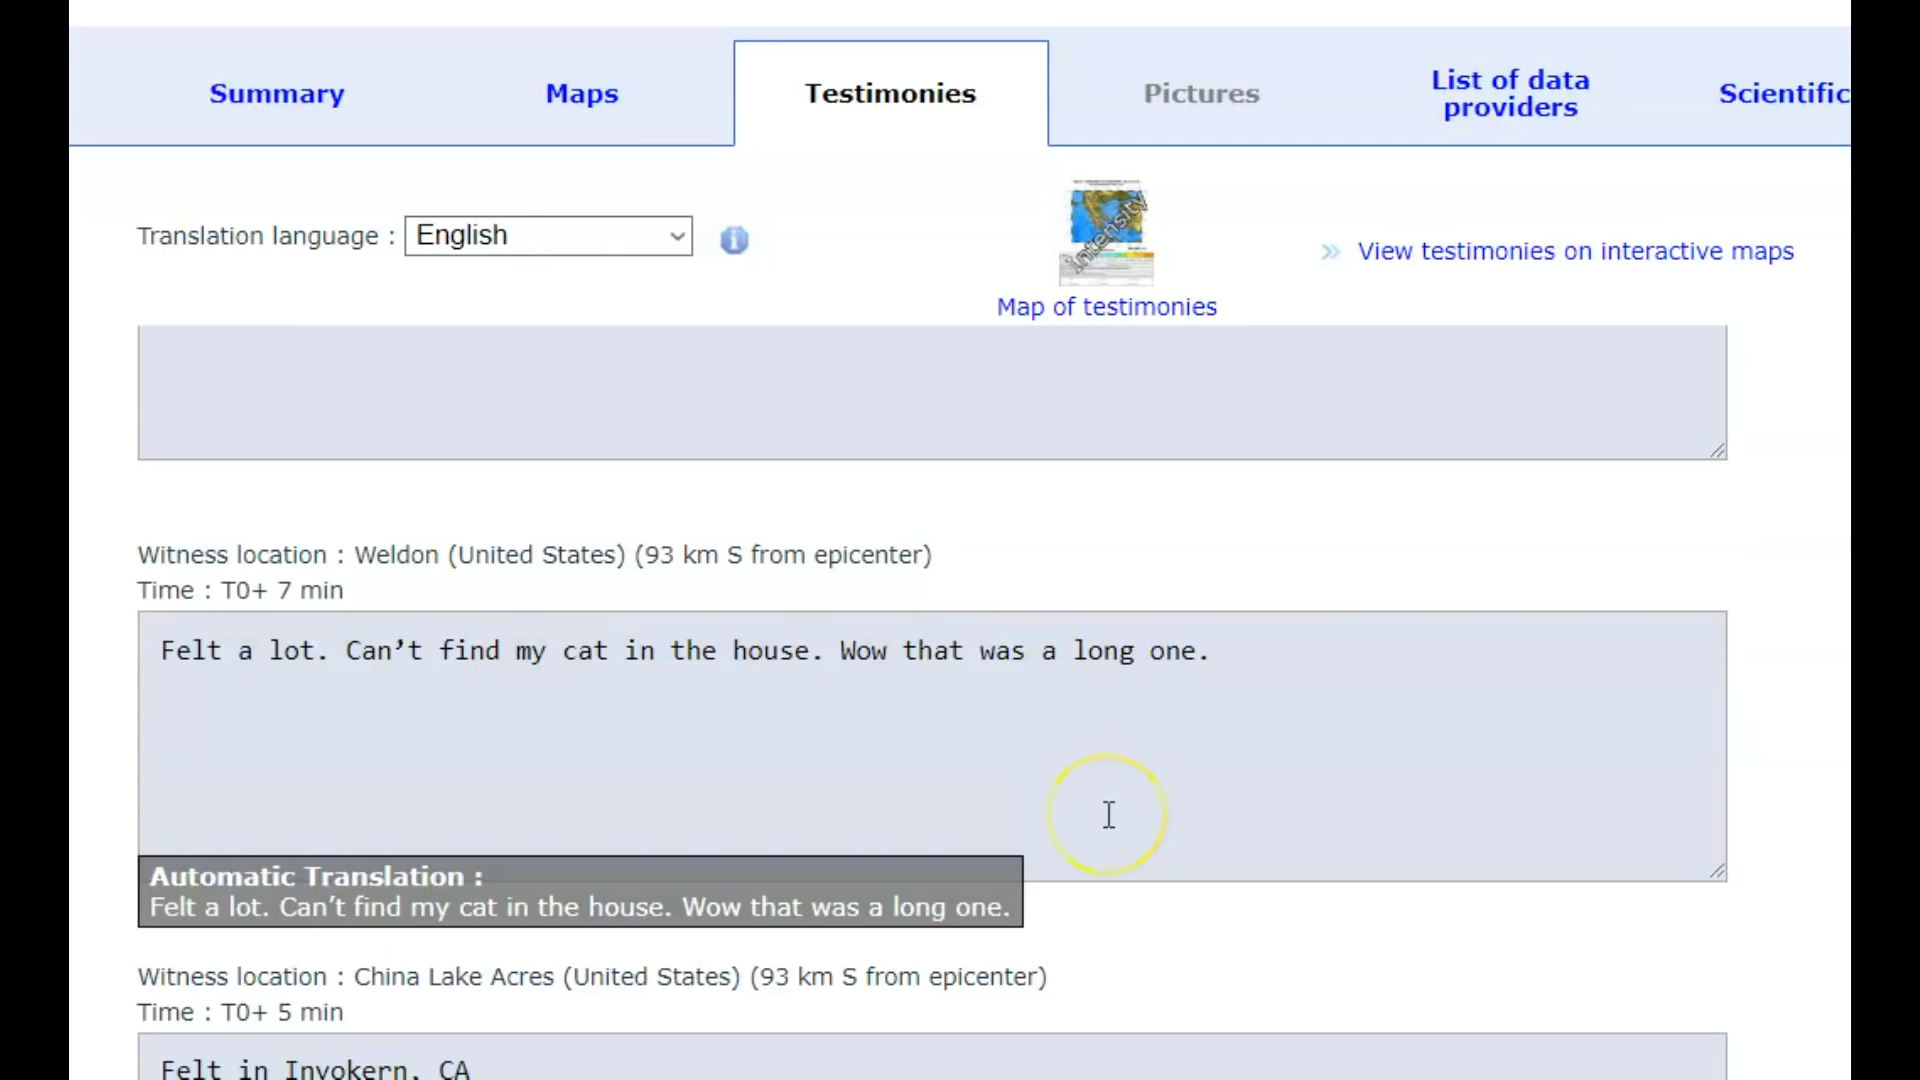 Summary
Maps
Testimonies
Pictures
List of data
providers
Scientific
Translation language :
English
intensity
Map of testimonies
View testimonies on interactive maps
Witness location : Weldon (United States) (93 km S from epicenter)
Time : T0+ 7 min
Felt a lot. Can’t find my cat in the house. Wow that was a long one.
Automatic Translation :
Felt a lot. Can’t find my cat in the house. Wow that was a long one.
Witness location : China Lake Acres (United States) (93 km S from epicenter)
Time : T0+ 5 min
Felt in Inyokern, CA